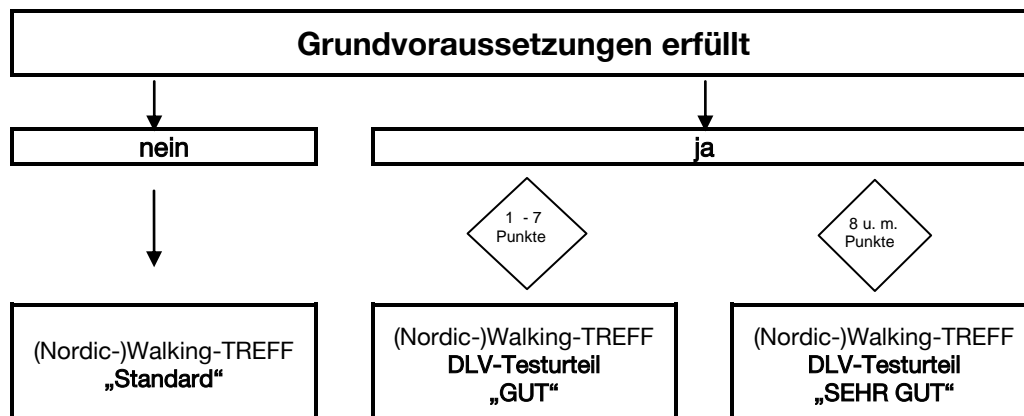 Grundvoraussetzungen erfüllt
nein
ja
1 - 7
Punkte
8 u. m.
Punkte
(Nordic-)Walking-TREFF
„Standard“
(Nordic-)Walking-TREFF
DLV-Testurteil
„GUT“
(Nordic-)Walking-TREFF
DLV-Testurteil
„SEHR GUT“